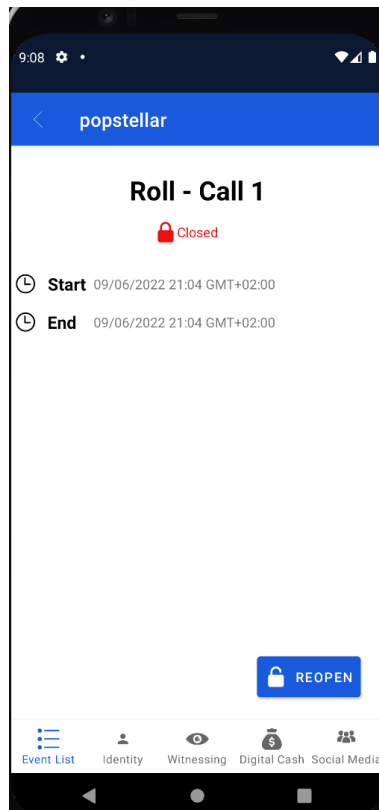 9:08
popstellar
Roll - Call 1
Closed
Start 09/06/2022 21:04 GMT+02:00
End 09/06/2022 21:04 GMT+02:00
REOPEN
Event List Identity Witnessing Digital Cash Social Media